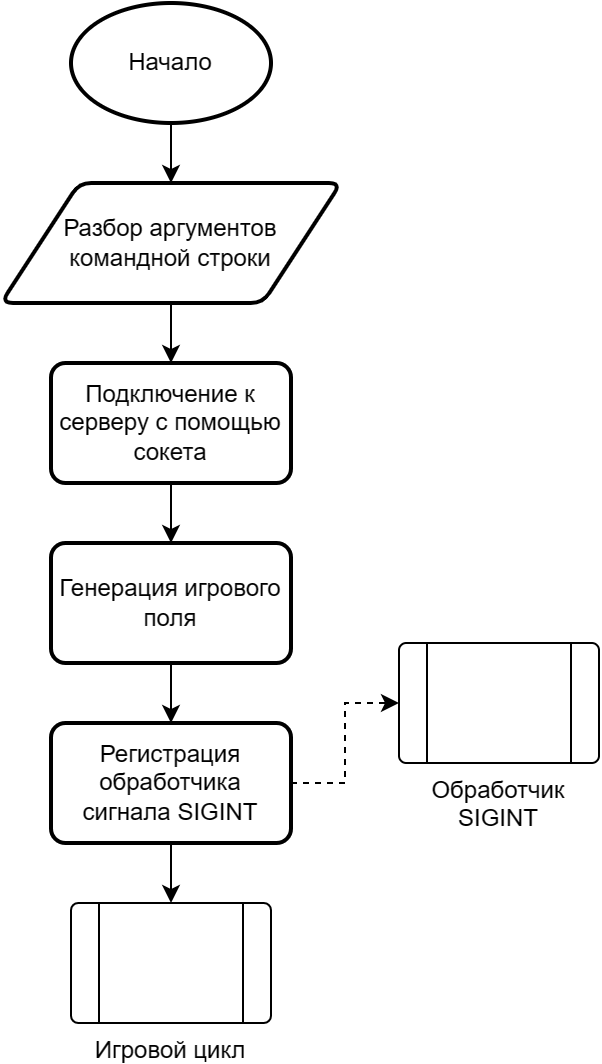 Начало
Разбор аргументов
командной строки
Подключение к
серверу с помощью
сокета
Генерация игрового
поля
Регистрация
обработчика
сигнала SIGINT
Обработчик
SIGINT
Игровой цикл